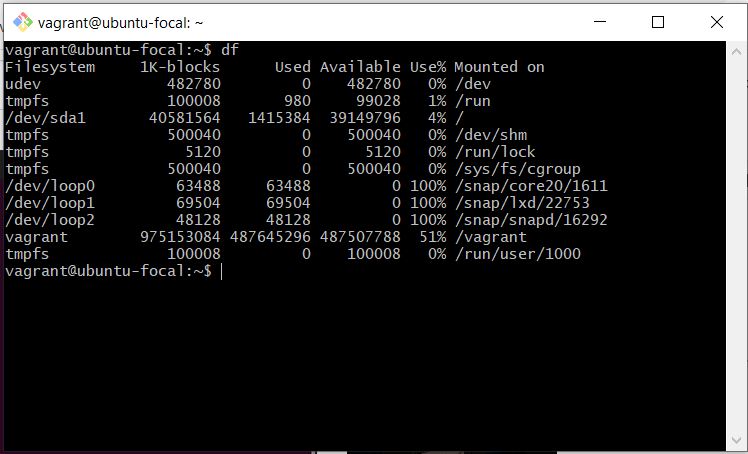 vagrant@ubuntu-focal: ~
vagrant@ubuntu-focal:~$ df
Filesystem     1K-blocks      Used Available Use% Mounted on
udev              482780         0    482780   0% /dev
tmpfs             100008       980     99028   1% /run
/dev/sda1       40581564   1415384  39149796   4% /
tmpfs             500040         0    500040   0% /dev/shm
tmpfs               5120         0      5120   0% /run/lock
tmpfs             500040         0    500040   0% /sys/fs/cgroup
/dev/loop0         63488     63488         0 100% /snap/core20/1611
/dev/loop1         69504     69504         0 100% /snap/lxd/22753
/dev/loop2         48128     48128         0 100% /snap/snapd/16292
vagrant        975153084 487645296 487507788  51% /vagrant
tmpfs             100008         0    100008   0% /run/user/1000
vagrant@ubuntu-focal:~$